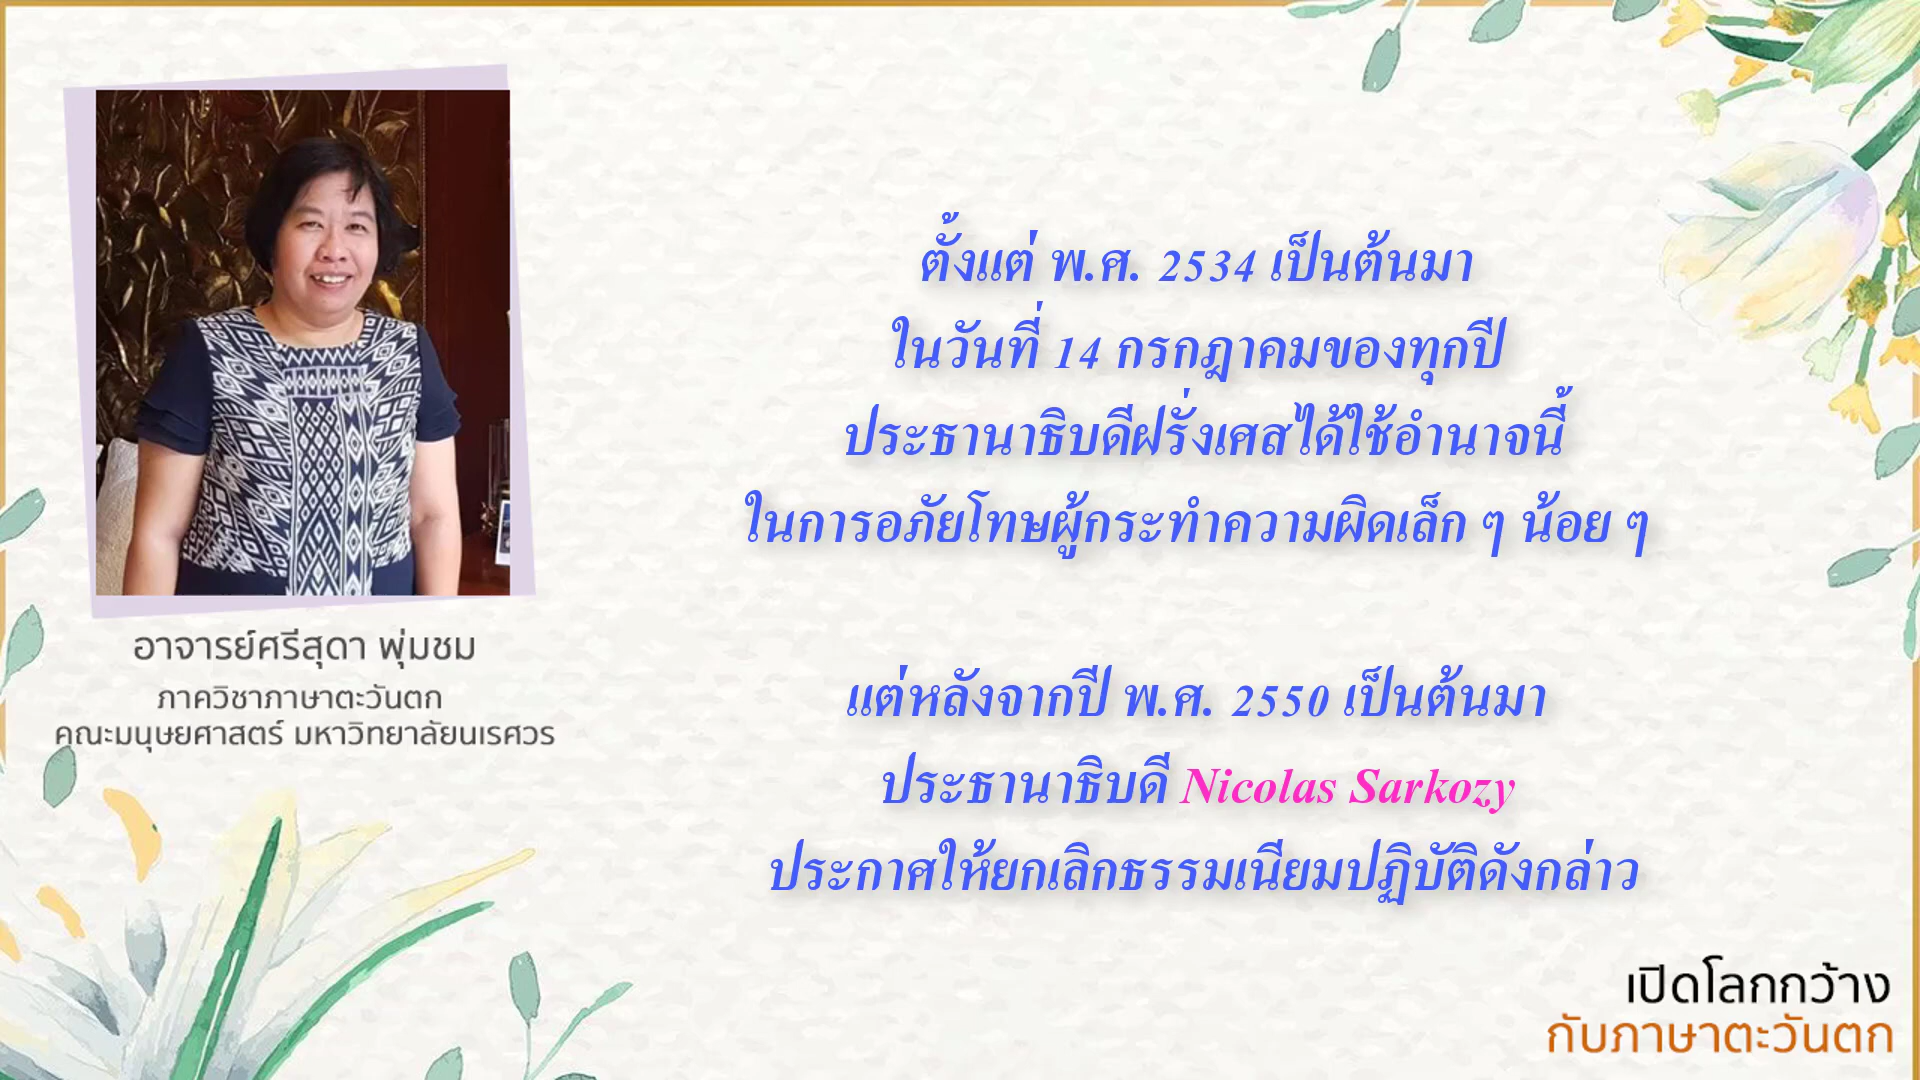 ตั้งแต่ พ.ศ. 2534 เป็นต้นมา
ในวันที่ 14 กรกฎาคมของทุกปี
ประธานาธิบดีฝรั่งเศสได้ใช้อำนาจนี้
ในการอภัยโทษผู้กระทำความผิดเล็ก ๆ น้อย ๆ
แต่หลังจากปี พ.ศ. 2550 เป็นต้นมา
ประธานาธิบดี Nicolas Sarkozy
ประกาศให้ยกเลิกธรรมเนียมปฏิบัติดังกล่าว
อาจารย์ศรีสุดา พุ่มชม
ภาควิชาภาษาตะวันตก
คณะมนุษยศาสตร์ มหาวิทยาลัยนเรศวร
เปิดโลกกว้าง
กับภาษาตะวันตก